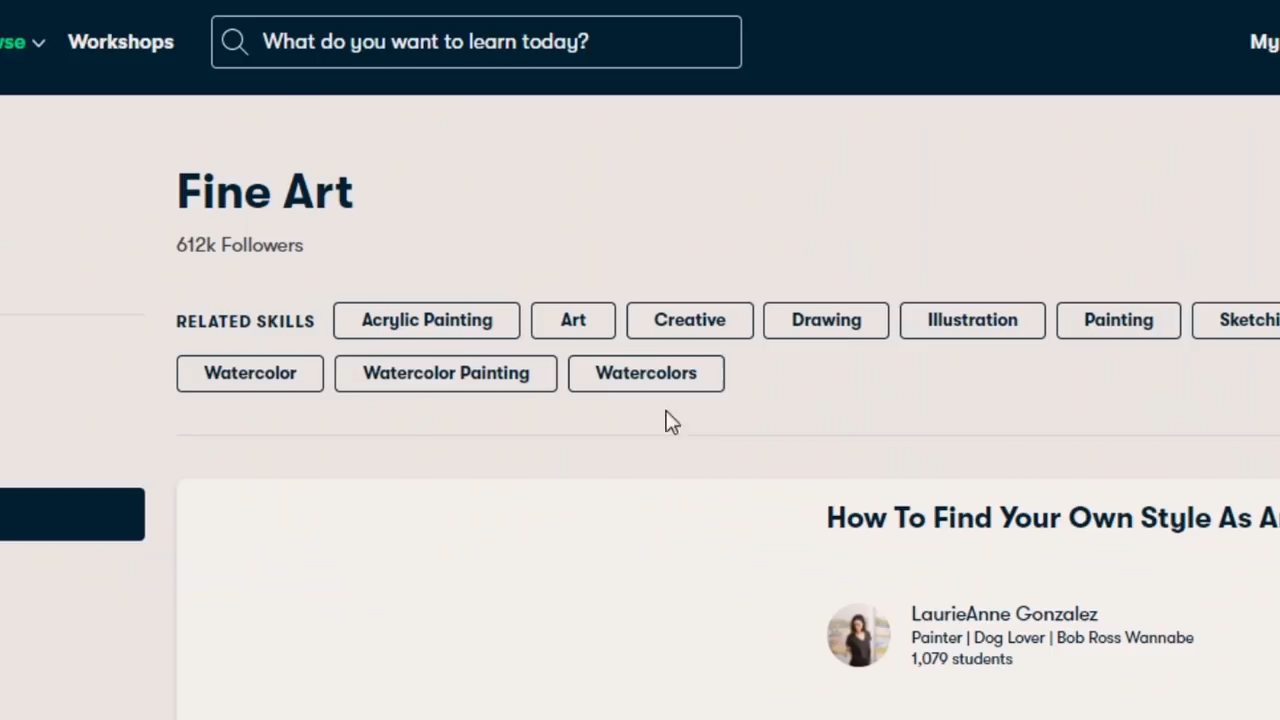 Workshops
What do you want to learn today?
My
Fine Art
612k Followers
RELATED SKILLS Acrylic Painting Art Creative Drawing Illustration Painting Sketchi
Watercolor Watercolor Painting Watercolors
How To Find Your Own Style As A
LaurieAnne Gonzalez
Painter | Dog Lover | Bob Ross Wannabe
1,079 students